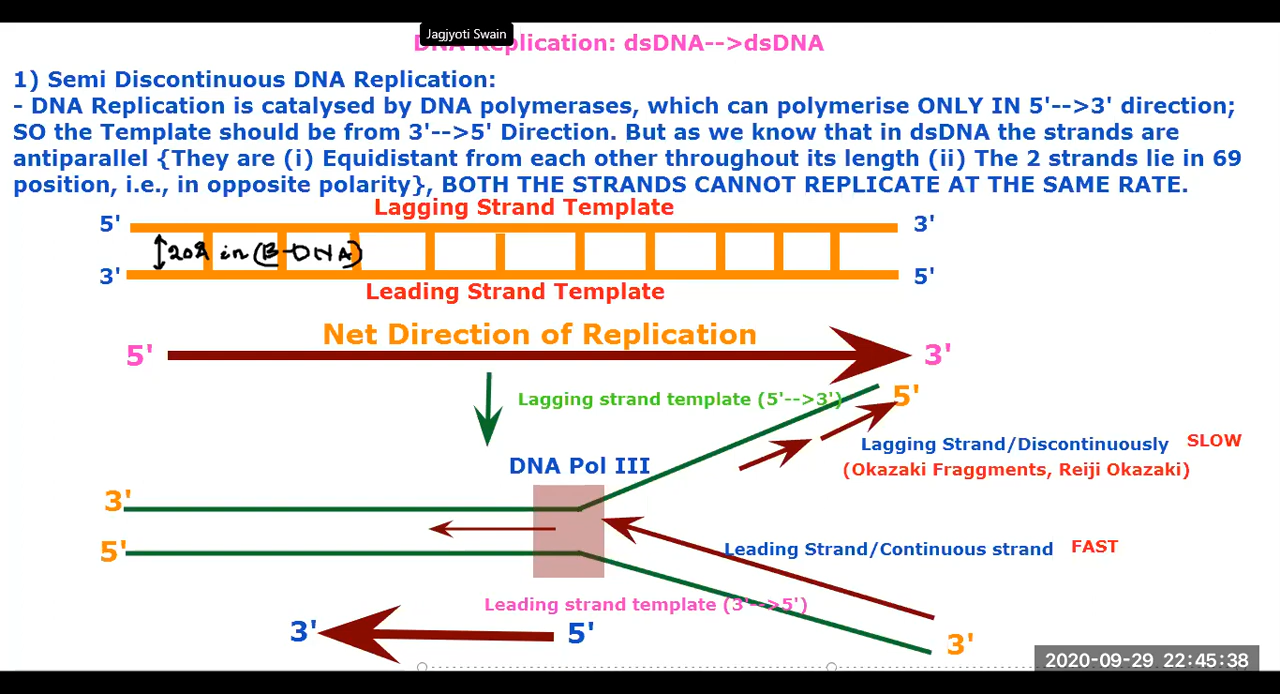 Jagjyoti Swain
DNA Replication: dsDNA-->dsDNA
1) Semi Discontinuous DNA Replication:
- DNA Replication is catalysed by DNA polymerases, which can polymerise ONLY IN 5'-->3' direction;
SO the Template should be from 3'-->5' Direction. But as we know that in dsDNA the strands are
antiparallel {They are (i) Equidistant from each other throughout its length (ii) The 2 strands lie in 69
position, i.e., in opposite polarity}, BOTH THE STRANDS CANNOT REPLICATE AT THE SAME RATE.
Lagging Strand Template
5' 3'
20Å in (B-DNA)
3' 5'
Leading Strand Template
Net Direction of Replication
5' 3'
Lagging strand template (5'-->3') 5'
Lagging Strand/Discontinuously SLOW
DNA Pol III (Okazaki Fraggments, Reiji Okazaki)
3'
5' Leading Strand/Continuous strand FAST
Leading strand template (3'-->5')
3' 5' 3'
2020-09-29 22:45:38